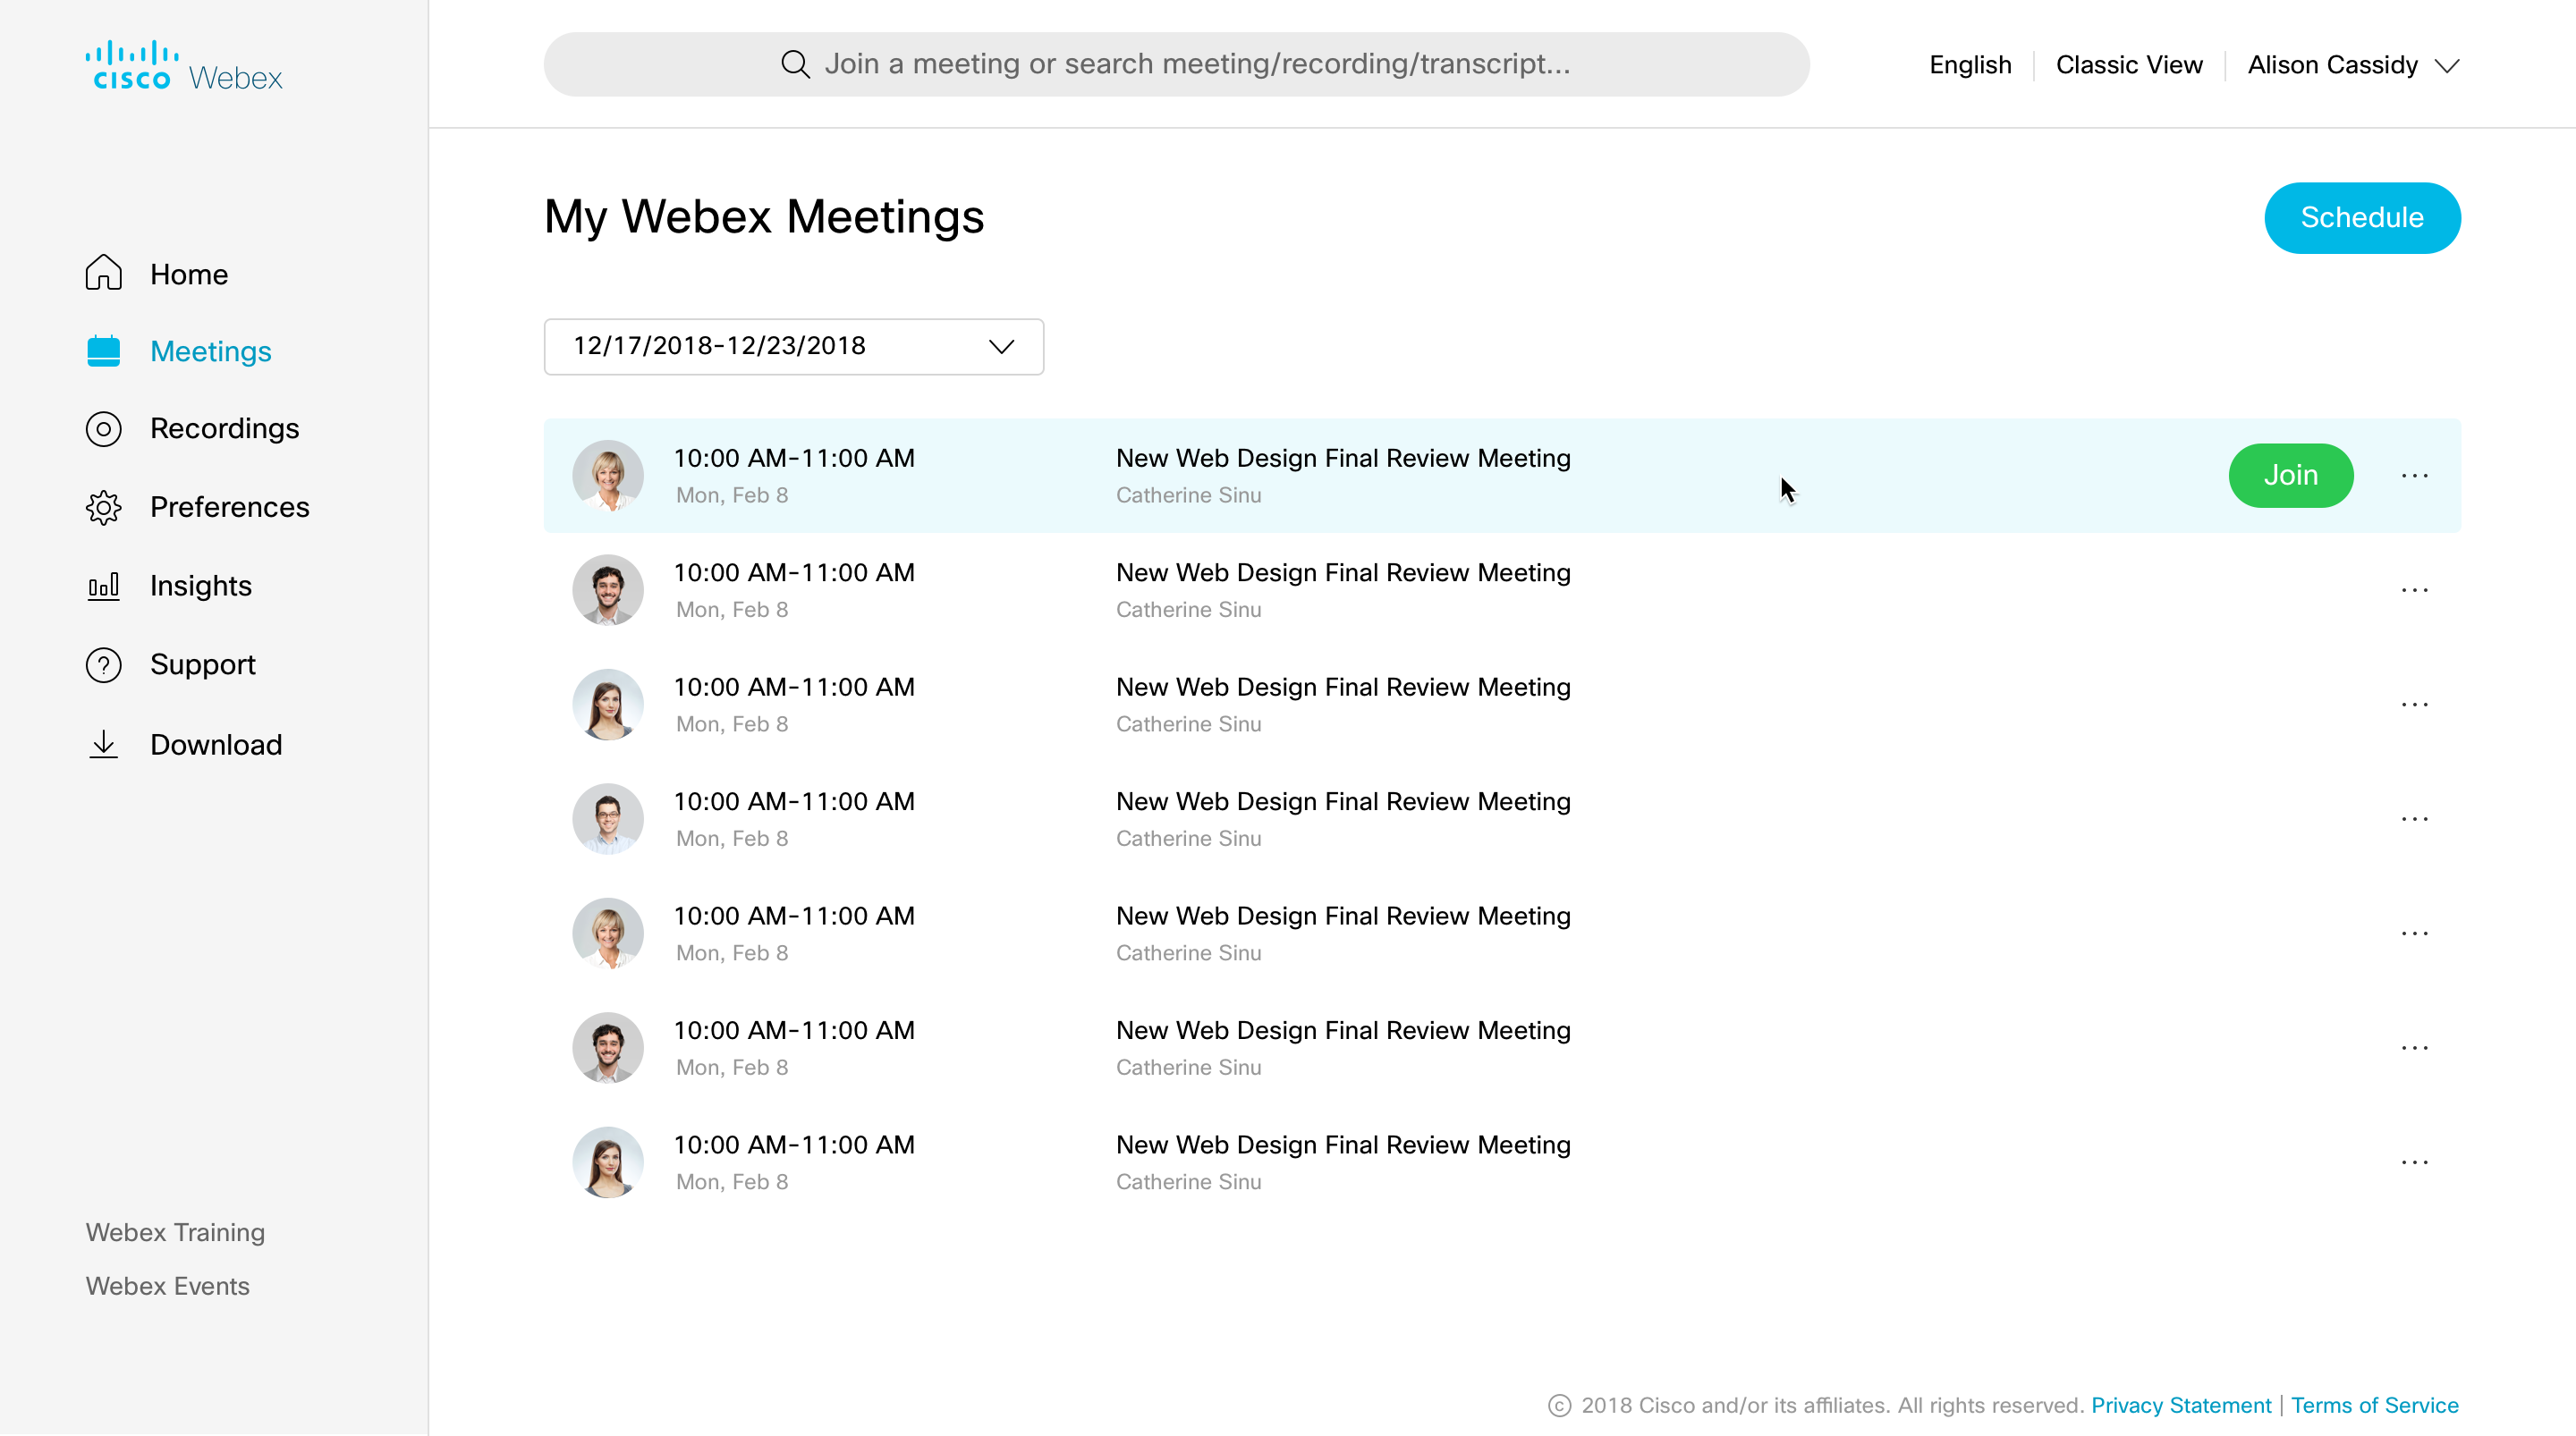 cisco Webex
Join a meeting or search meeting/recording/transcript...
English
Classic View
Alison Cassidy
Home
Meetings
Recordings
Preferences
Insights
Support
Download
Webex Training
Webex Events
My Webex Meetings
Schedule
12/17/2018-12/23/2018
10:00 AM-11:00 AM
Mon, Feb 8
New Web Design Final Review Meeting
Catherine Sinu
Join
10:00 AM-11:00 AM
Mon, Feb 8
New Web Design Final Review Meeting
Catherine Sinu
10:00 AM-11:00 AM
Mon, Feb 8
New Web Design Final Review Meeting
Catherine Sinu
10:00 AM-11:00 AM
Mon, Feb 8
New Web Design Final Review Meeting
Catherine Sinu
10:00 AM-11:00 AM
Mon, Feb 8
New Web Design Final Review Meeting
Catherine Sinu
10:00 AM-11:00 AM
Mon, Feb 8
New Web Design Final Review Meeting
Catherine Sinu
10:00 AM-11:00 AM
Mon, Feb 8
New Web Design Final Review Meeting
Catherine Sinu
© 2018 Cisco and/or its affiliates. All rights reserved. Privacy Statement | Terms of Service